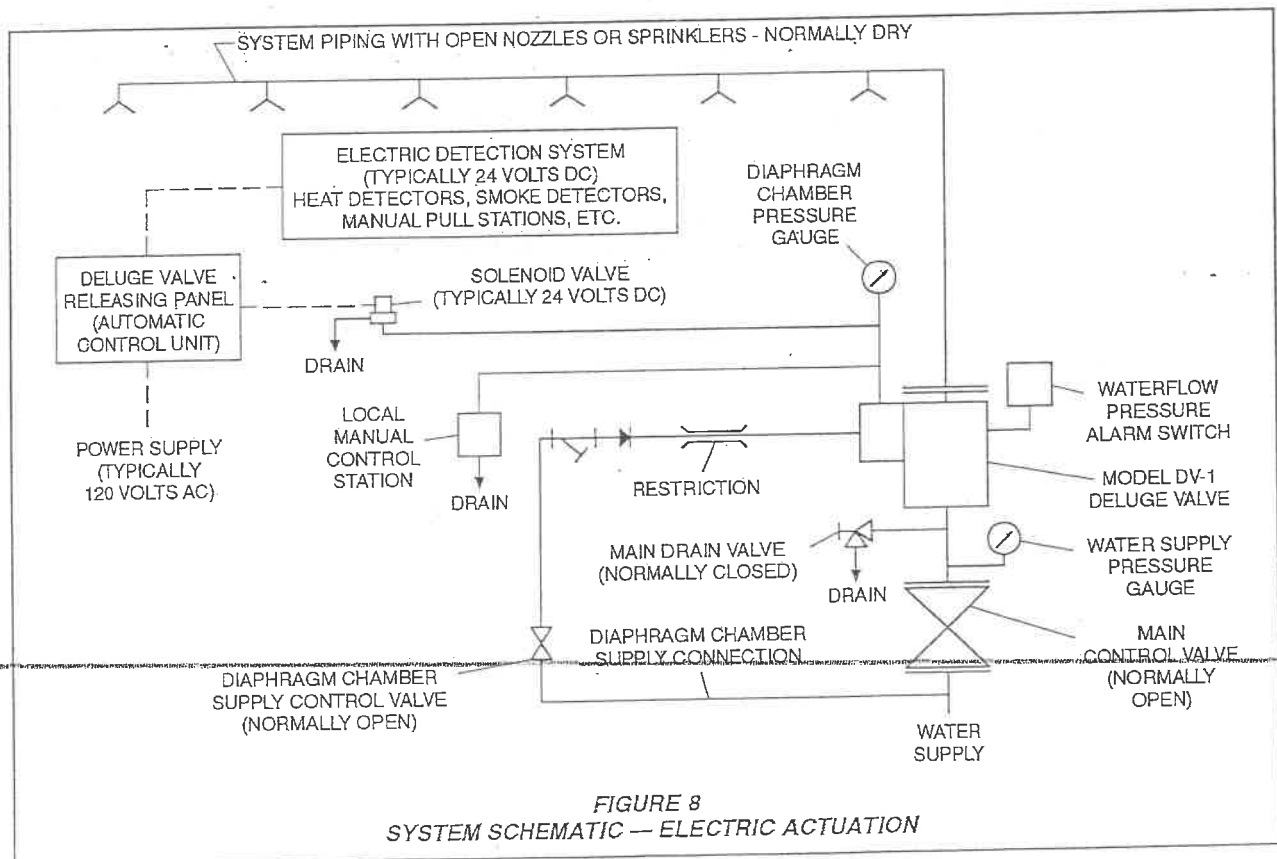 SYSTEM PIPING WITH OPEN NOZZLES OR SPRINKLERS - NORMALLY DRY
ELECTRIC DETECTION SYSTEM
(TYPICALLY 24 VOLTS DC)
HEAT DETECTORS, SMOKE DETECTORS,
MANUAL PULL STATIONS, ETC.
DIAPHRAGM
CHAMBER
PRESSURE
GAUGE
DELUGE VALVE
RELEASING PANEL
(AUTOMATIC
CONTROL UNIT)
SOLENOID VALVE
(TYPICALLY 24 VOLTS DC)
DRAIN
POWER SUPPLY
(TYPICALLY
120 VOLTS AC)
LOCAL
MANUAL
CONTROL
STATION
DRAIN
RESTRICTION
WATERFLOW
PRESSURE
ALARM SWITCH
MODEL DV-1
DELUGE VALVE
MAIN DRAIN VALVE
(NORMALLY CLOSED)
DRAIN
WATER SUPPLY
PRESSURE
GAUGE
DIAPHRAGM CHAMBER
SUPPLY CONNECTION
MAIN
CONTROL VALVE
(NORMALLY
OPEN)
DIAPHRAGM CHAMBER
SUPPLY CONTROL VALVE
(NORMALLY OPEN)
WATER
SUPPLY
FIGURE 8
SYSTEM SCHEMATIC — ELECTRIC ACTUATION